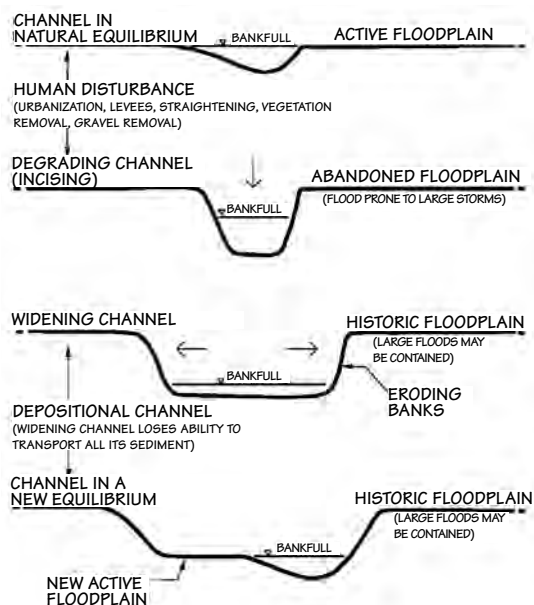 CHANNEL IN
NATURAL EQUILIBRIUM
BANKFULL
ACTIVE FLOODPLAIN
HUMAN DISTURBANCE
(URBANIZATION, LEVEES, STRAIGHTENING, VEGETATION
REMOVAL, GRAVEL REMOVAL)
DEGRADING CHANNEL
(INCISING)
BANKFULL
ABANDONED FLOODPLAIN
(FLOOD PRONE TO LARGE STORMS)
WIDENING CHANNEL
BANKFULL
HISTORIC FLOODPLAIN
(LARGE FLOODS MAY
BE CONTAINED)
ERODING
BANKS
DEPOSITIONAL CHANNEL
(WIDENING CHANNEL LOSES ABILITY TO
TRANSPORT ALL ITS SEDIMENT)
CHANNEL IN A
NEW EQUILIBRIUM
BANKFULL
HISTORIC FLOODPLAIN
(LARGE FLOODS MAY
BE CONTAINED)
NEW ACTIVE
FLOODPLAIN